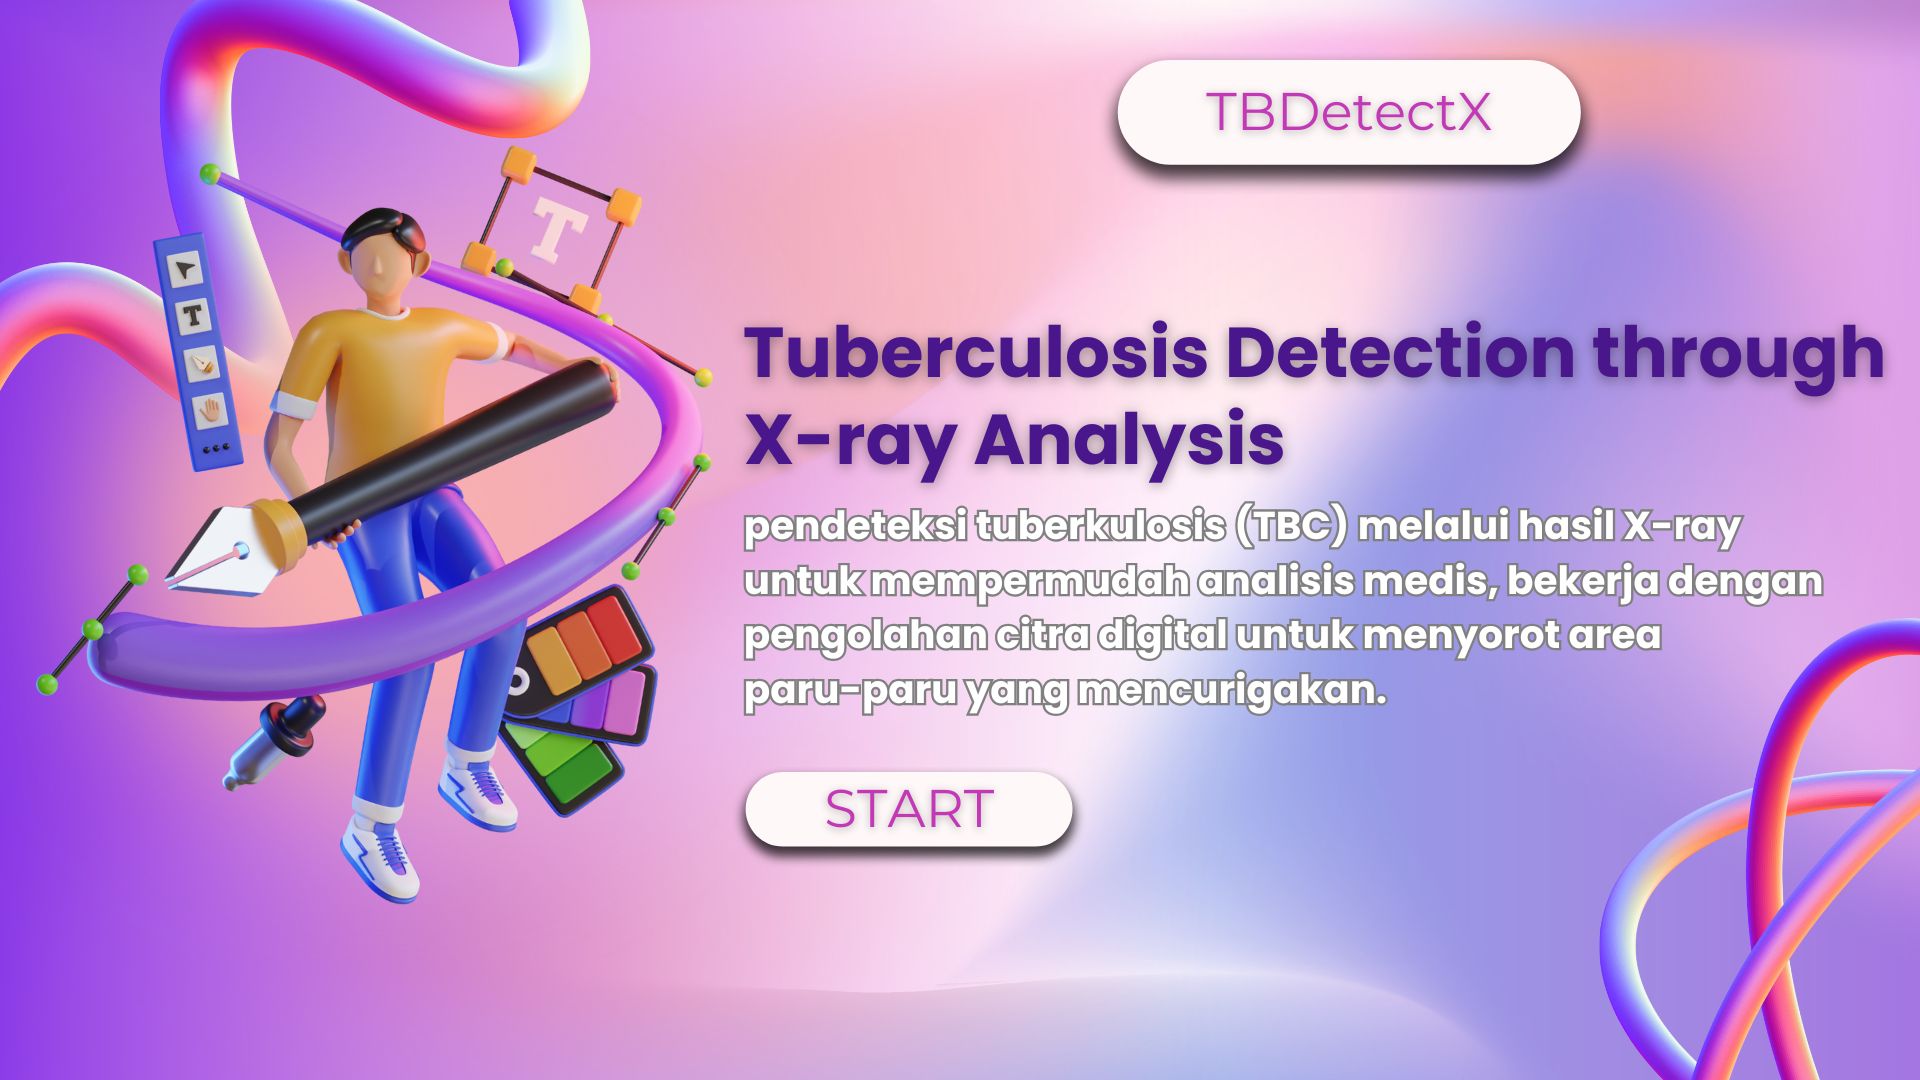 TBDetectX
T
T
Tuberculosis Detection through
X-ray Analysis
pendeteksi tuberkulosis (TBC) melalui hasil X-ray
untuk mempermudah analisis medis, bekerja dengan
pengolahan citra digital untuk menyorot area
paru-paru yang mencurigakan.
START